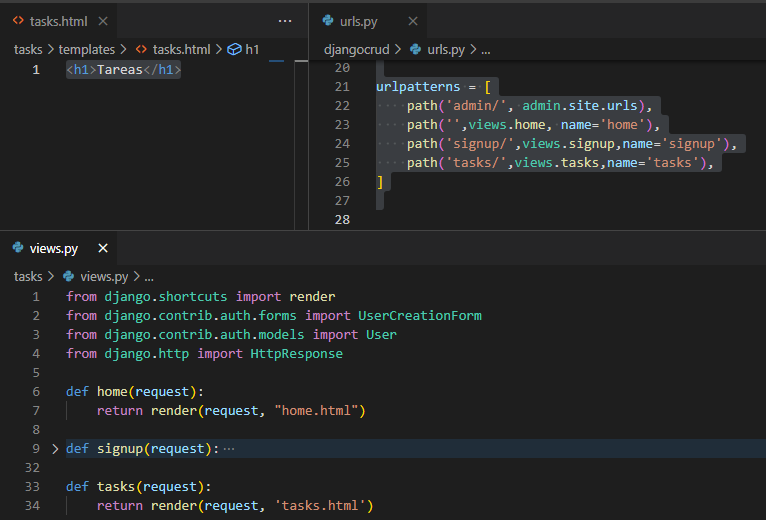 tasks.html
tasks > templates > tasks.html > h1
1 <h1>Tareas</h1>
urls.py
djangocrud > urls.py > ...
20
21 urlpatterns = [
22 path('admin/', admin.site.urls),
23 path('',views.home, name='home'),
24 path('signup/',views.signup,name='signup'),
25 path('tasks/',views.tasks,name='tasks'),
26 ]
27
28
views.py
tasks > views.py > ...
1 from django.shortcuts import render
2 from django.contrib.auth.forms import UserCreationForm
3 from django.contrib.auth.models import User
4 from django.http import HttpResponse
5
6 def home(request):
7 return render(request, "home.html")
8
9 def signup(request):
32
33 def tasks(request):
34 return render(request, 'tasks.html')